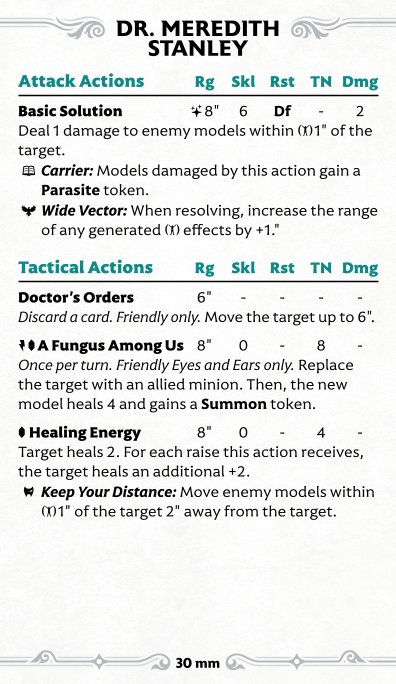 DR. MEREDITH
STANLEY
Attack Actions Rg Skl Rst TN Dmg
Basic Solution 8" 6 Df - 2
Deal 1 damage to enemy models within 1" of the
target.
Carrier: Models damaged by this action gain a
Parasite token.
Wide Vector: When resolving, increase the range
of any generated effects by +1."
Tactical Actions Rg Skl Rst TN Dmg
Doctor's Orders 6" - - - -
Discard a card. Friendly only. Move the target up to 6".
A Fungus Among Us 8" 0 - 8 -
Once per turn. Friendly Eyes and Ears only. Replace
the target with an allied minion. Then, the new
model heals 4 and gains a Summon token.
Healing Energy 8" 0 - 4 -
Target heals 2. For each raise this action receives,
the target heals an additional +2.
Keep Your Distance: Move enemy models within
1" of the target 2" away from the target.
30 mm